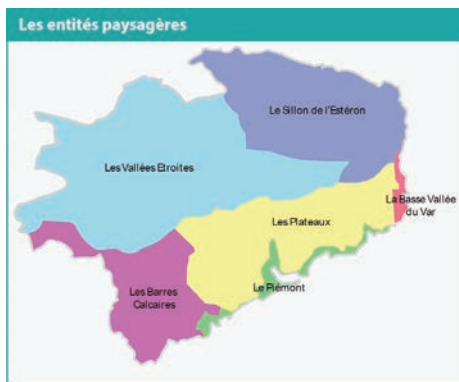 Les entités paysagères
Le Sillon de l'Estéron
Les Vallées Etroites
La Basse Vallée
du Var
Les Plateaux
Le Piémont
Les Barres
Calcaires